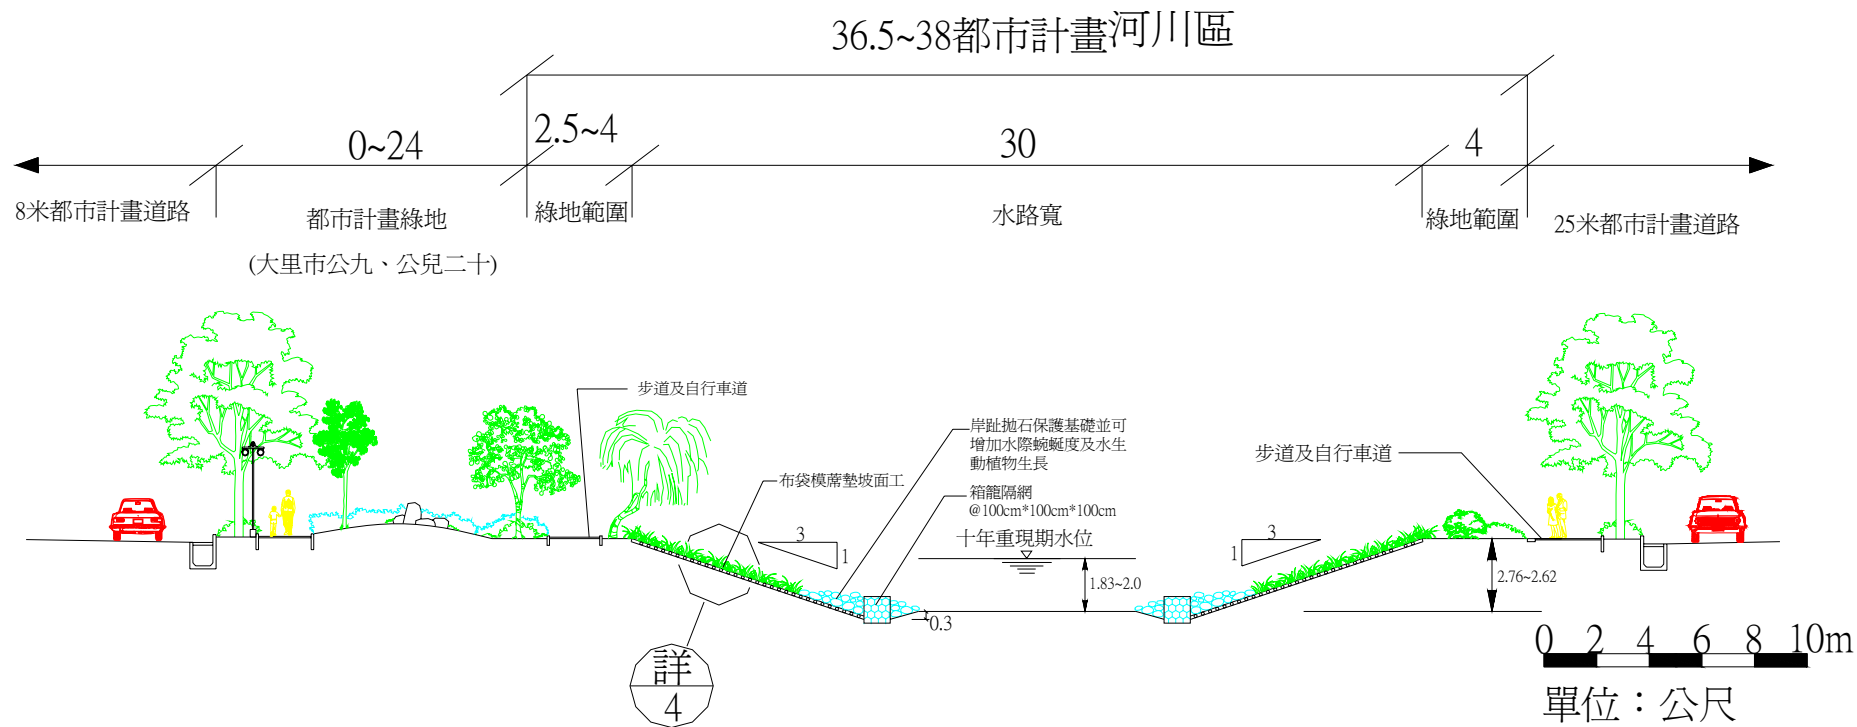 36.5~38都市計畫河川區
0~24
2.5~4
30
4
8米都市計畫道路
都市計畫綠地
(大里市公九、公兒二十)
綠地範圍
水路寬
綠地範圍
25米都市計畫道路
步道及自行車道
布袋模蓆墊坡面工
岸趾拋石保護基礎並可
增加水際蜿蜒度及水生
動植物生長
箱籠隔網
@100cm*100cm*100cm
十年重現期水位
步道及自行車道
3
1
1.83~2.0
0.3
3
1
2.76~2.62
詳
4
0 2 4 6 8 10m
單位：公尺